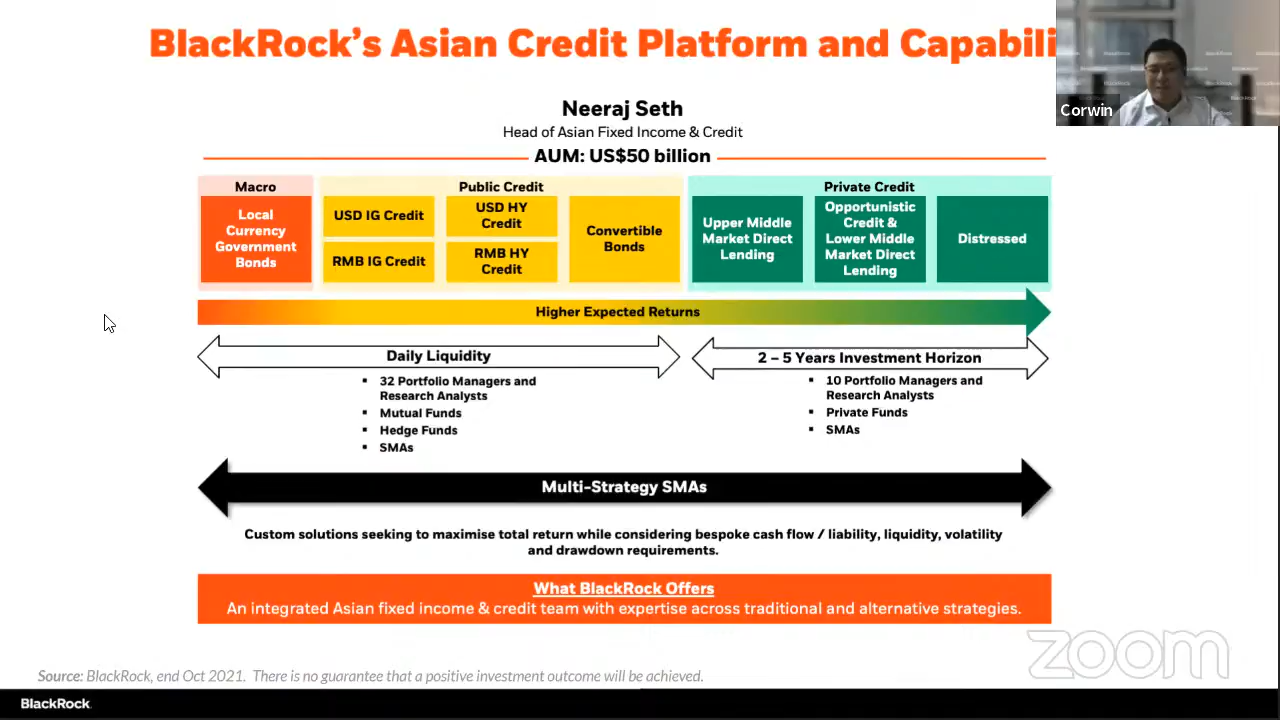 BlackRock's Asian Credit Platform and Capabili
Corwin
Neeraj Seth
Head of Asian Fixed Income & Credit
AUM: US$50 billion
Macro
Public Credit
Private Credit
Local
Currency
Government
Bonds
USD IG Credit
RMB IG Credit
USD HY
Credit
RMB HY
Credit
Convertible
Bonds
Upper Middle
Market Direct
Lending
Opportunistic
Credit &
Lower Middle
Market Direct
Lending
Distressed
Higher Expected Returns
Daily Liquidity
▪ 32 Portfolio Managers and
Research Analysts
▪ Mutual Funds
▪ Hedge Funds
▪ SMAs
2 – 5 Years Investment Horizon
▪ 10 Portfolio Managers and
Research Analysts
▪ Private Funds
▪ SMAs
Multi-Strategy SMAs
Custom solutions seeking to maximise total return while considering bespoke cash flow / liability, liquidity, volatility
and drawdown requirements.
What BlackRock Offers
An integrated Asian fixed income & credit team with expertise across traditional and alternative strategies.
zoom
Source: BlackRock, end Oct 2021. There is no guarantee that a positive investment outcome will be achieved.
BlackRock